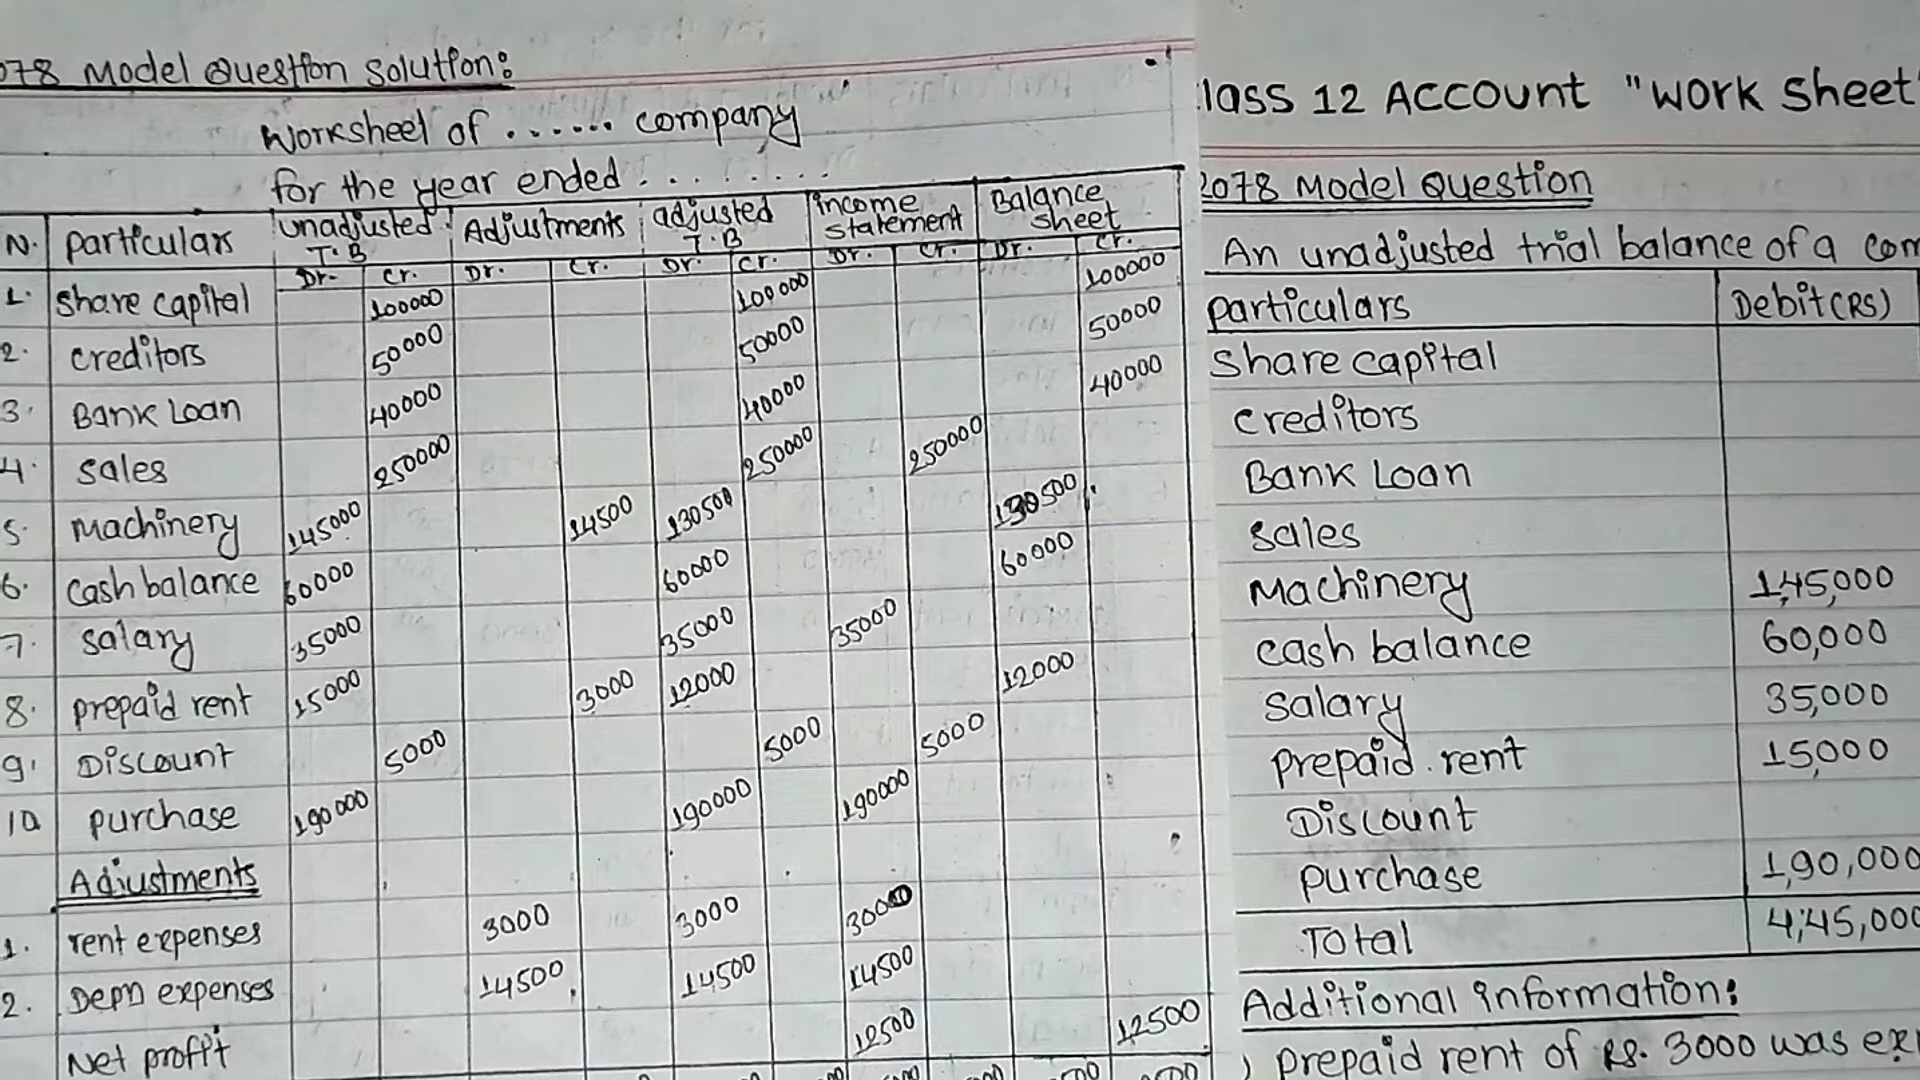 078 Model Question solution:
Worksheet of ...... company
for the year ended . . . . . . . . .
N. particulars unadjusted T.B Adjustments adjusted T.B income statement Balance sheet
Dr. Cr. Dr. Cr. Dr. Cr. Dr. Cr. Dr. Cr.
1. share capital 100000 100000 100000
2. creditors 50000 50000 50000
3. Bank Loan 40000 40000 40000
4. sales 250000 250000 250000
5. Machinery 145000 14500 130500 130500
6. cash balance 60000 60000 60000
7. salary 35000 35000 35000
8. prepaid rent 15000 3000 12000 12000
9. Discount 5000 5000 5000
10 purchase 190000 190000 190000
Adjustments
1. rent expenses 3000 3000 3000
2. Depn expenses 14500 14500 14500
Net profit 12500 12500
lass 12 Account "work sheet"
2078 Model Question
An unadjusted trial balance of a com
particulars Debit(RS)
share capital
creditors
Bank Loan
sales
Machinery 1,45,000
cash balance 60,000
salary 35,000
prepaid rent 15,000
Discount
purchase 1,90,000
Total 4,45,000
Additional information:
) prepaid rent of Rs. 3000 was exp